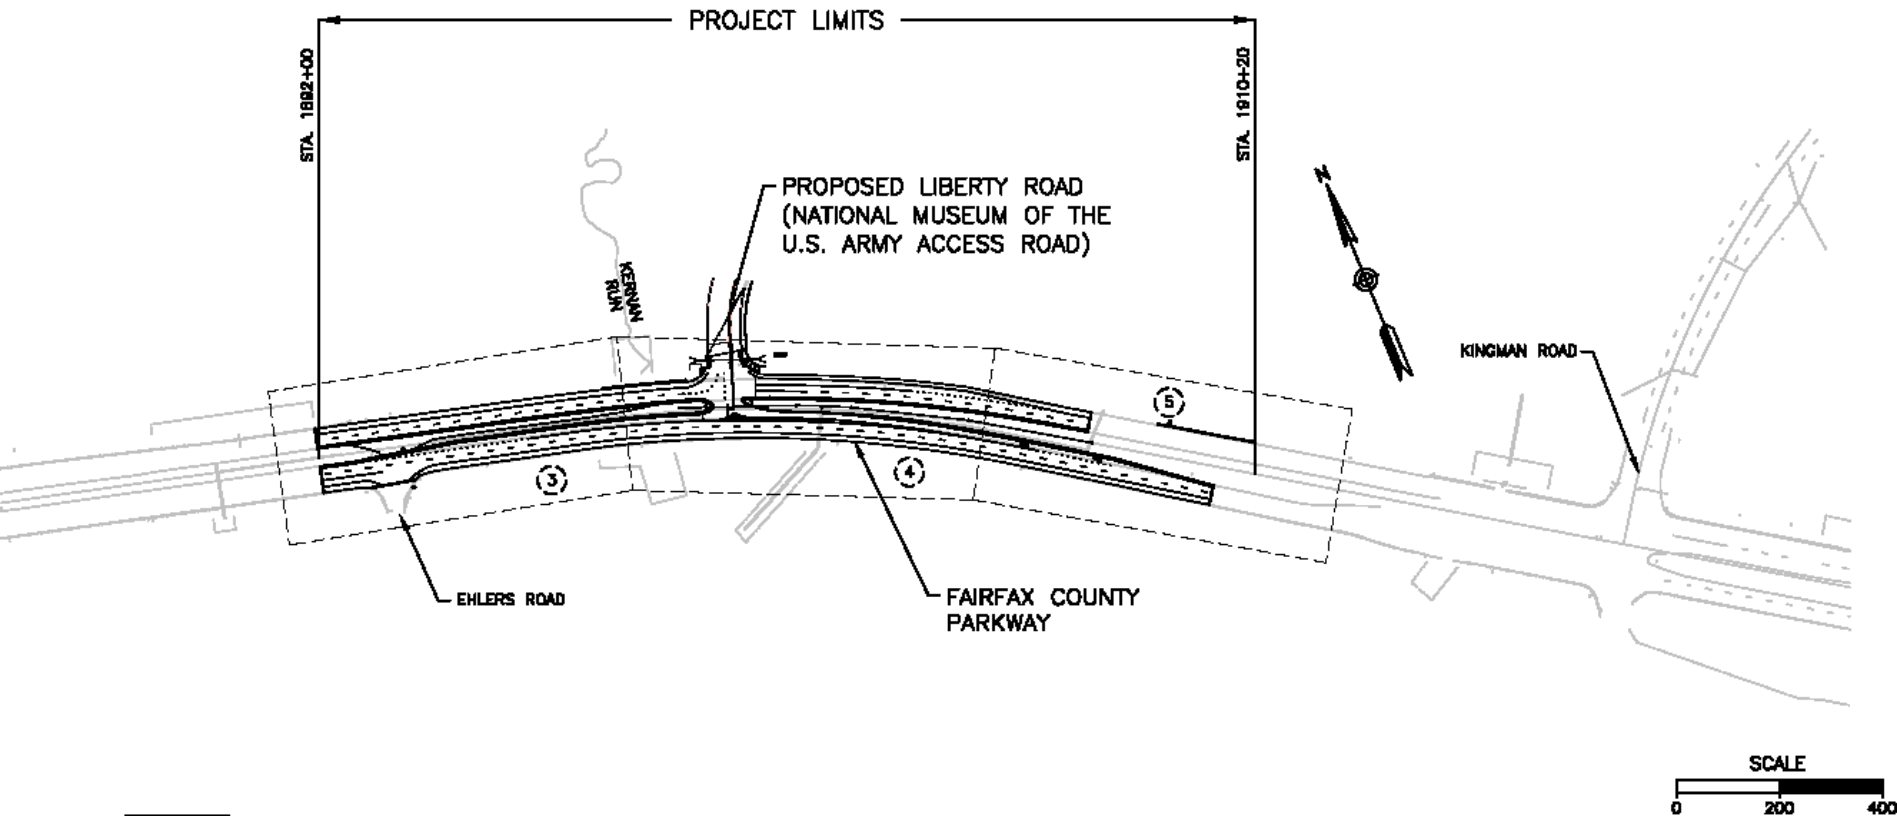 PROJECT LIMITS
STA. 1892+00
STA. 1910+20
PROPOSED LIBERTY ROAD
(NATIONAL MUSEUM OF THE
U.S. ARMY ACCESS ROAD)
N
KERNAN
RUN
KINGMAN ROAD
5
3
4
EHLERS ROAD
FAIRFAX COUNTY
PARKWAY
SCALE
0 200 400